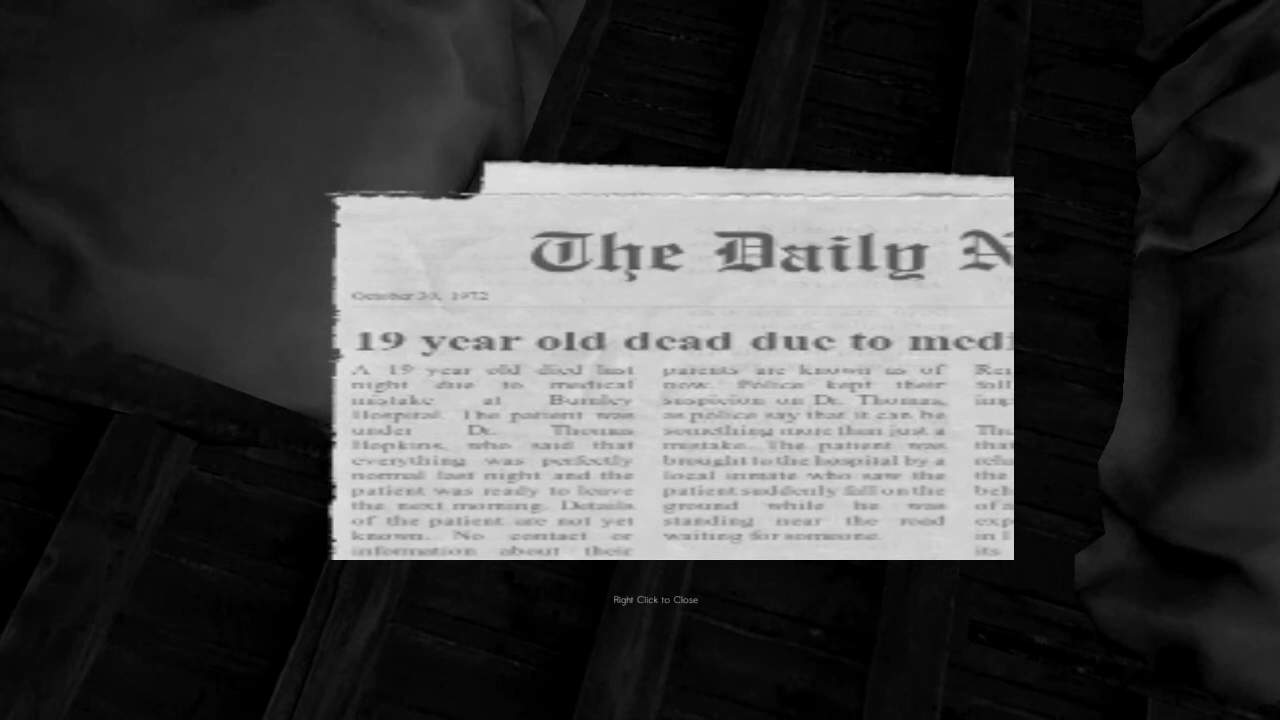 The Daily N
October 30, 1972
19 year old dead due to medi
A 19 year old died last
night due to medical
mistake at Burnley
Hospital. The patient was
under Dr. Thomas
Hopkins, who said that
everything was perfectly
normal last night and the
patient was ready to leave
the next morning. Details
of the patient are not yet
known. No contact or
information about their
parents are known as of
now. Police kept their
suspicion on Dr. Thomas,
as police say that it can be
something more than just a
mistake. The patient was
brought to the hospital by a
local inmate who saw the
patient suddenly fall on the
ground while he was
standing near the road
waiting for someone.
the
in
its
Right Click to Close